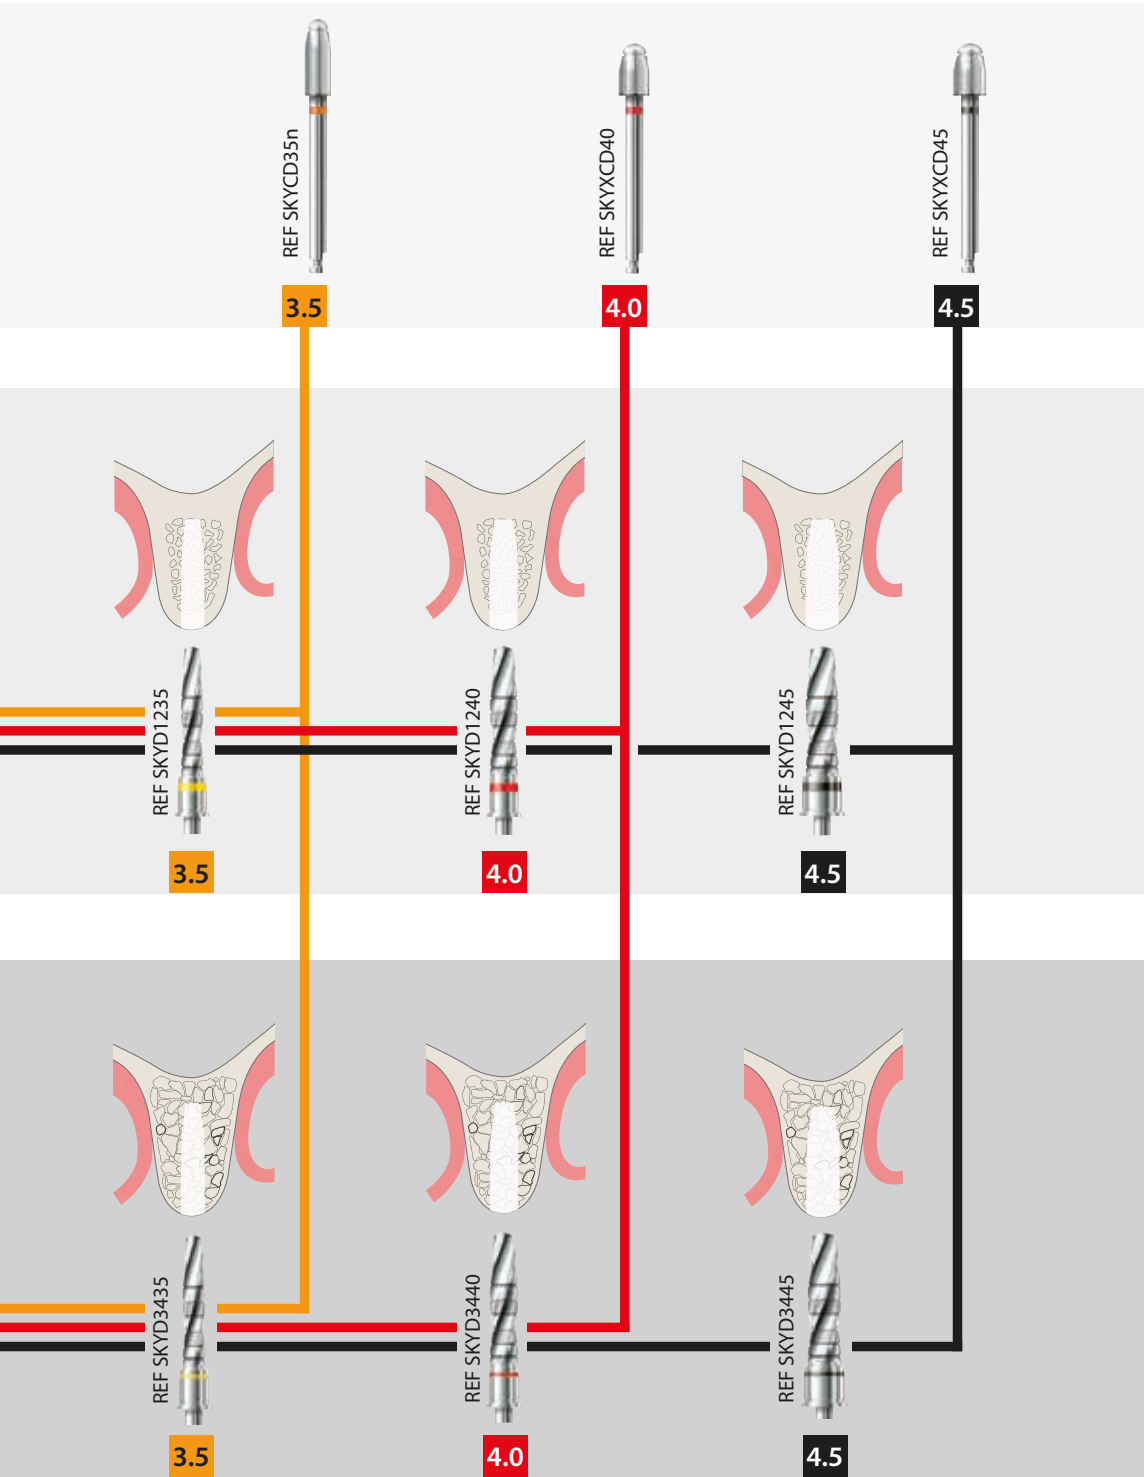 REF SKYCD35n
REF SKYXCD40
REF SKYXCD45
3.5
4.0
4.5
REF SKYD1235
REF SKYD1240
REF SKYD1245
3.5
4.0
4.5
REF SKYD3435
REF SKYD3440
REF SKYD3445
3.5
4.0
4.5